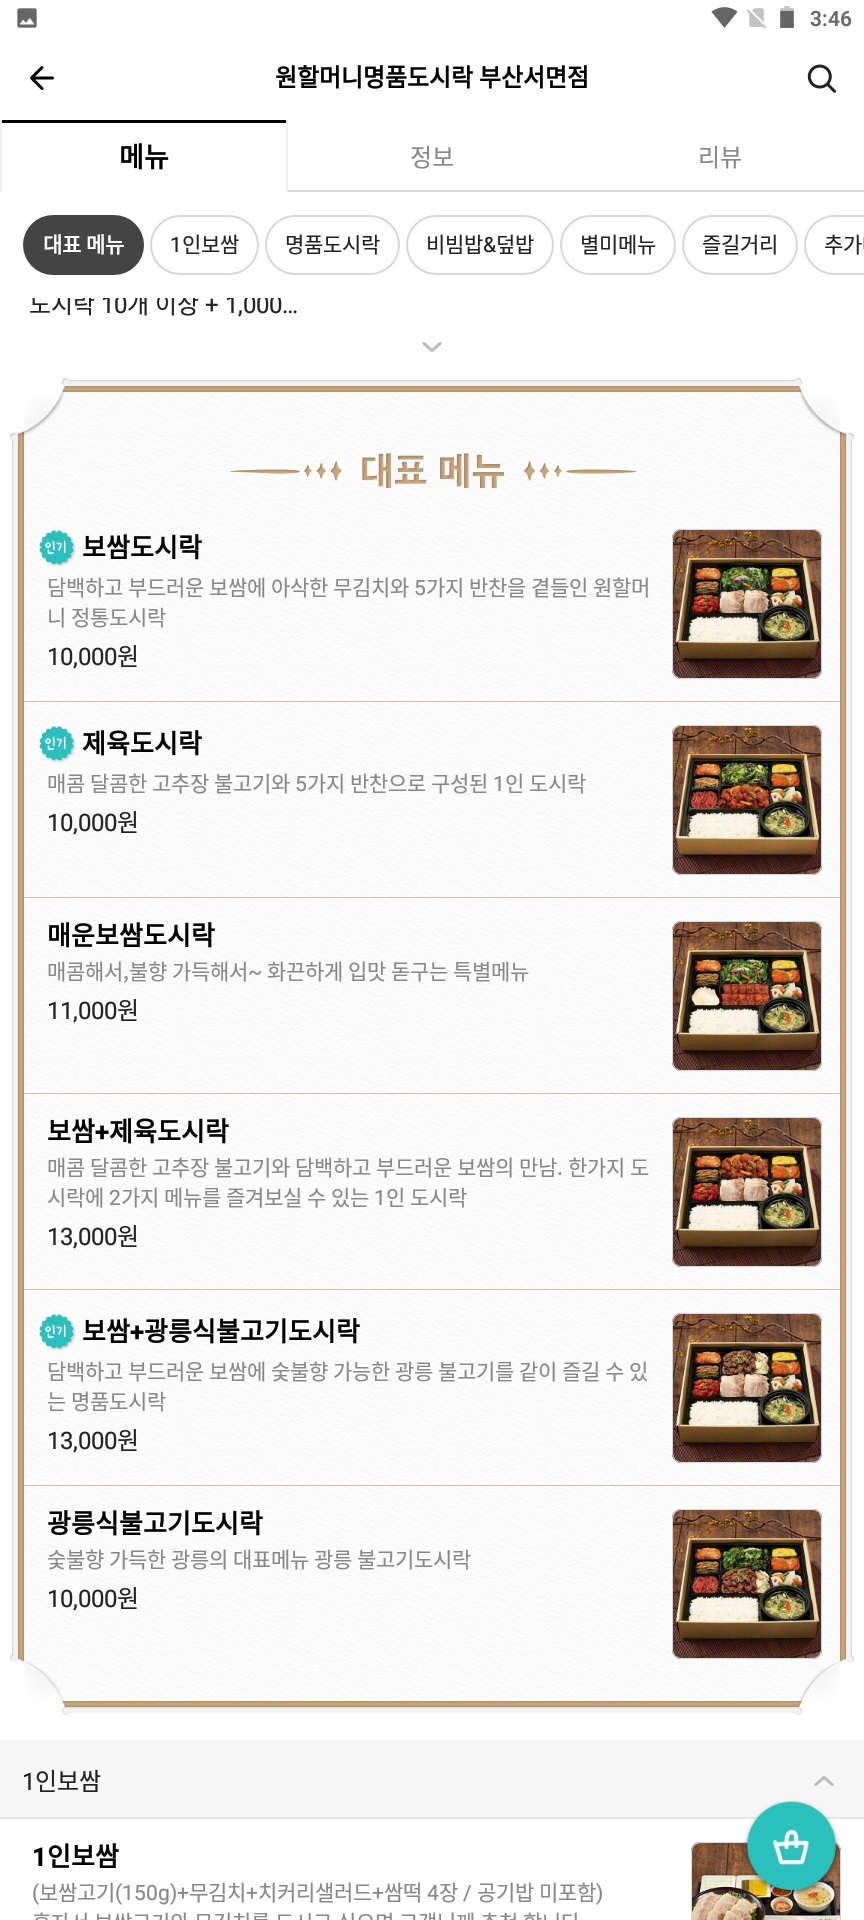 3:46
원할머니명품도시락 부산서면점
메뉴
정보
리뷰
대표 메뉴
1인보쌈
명품도시락
비빔밥&덮밥
별미메뉴
즐길거리
추가
도시락 10개 이상 + 1,000...
대표 메뉴
인기 보쌈도시락
담백하고 부드러운 보쌈에 아삭한 무김치와 5가지 반찬을 곁들인 원할머
니 정통도시락
10,000원
인기 제육도시락
매콤 달콤한 고추장 불고기와 5가지 반찬으로 구성된 1인 도시락
10,000원
매운보쌈도시락
매콤해서,불향 가득해서~ 화끈하게 입맛 돋구는 특별메뉴
11,000원
보쌈+제육도시락
매콤 달콤한 고추장 불고기와 담백하고 부드러운 보쌈의 만남. 한가지 도
시락에 2가지 메뉴를 즐겨보실 수 있는 1인 도시락
13,000원
인기 보쌈+광릉식불고기도시락
담백하고 부드러운 보쌈에 숯불향 가능한 광릉 불고기를 같이 즐길 수 있
는 명품도시락
13,000원
광릉식불고기도시락
숯불향 가득한 광릉의 대표메뉴 광릉 불고기도시락
10,000원
1인보쌈
1인보쌈
(보쌈고기(150g)+무김치+치커리샐러드+쌈떡 4장 / 공기밥 미포함)